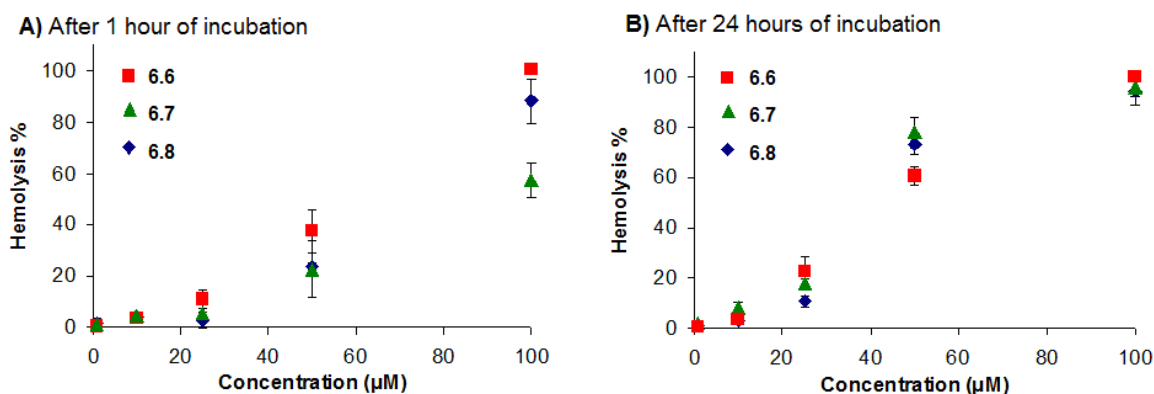 A) After 1 hour of incubation
100
80
60
40
20
0
Hemolysis %
6.6
6.7
6.8
0 20 40 60 80 100
Concentration (µM)
B) After 24 hours of incubation
100
80
60
40
20
0
Hemolysis %
6.6
6.7
6.8
0 20 40 60 80 100
Concentration (µM)